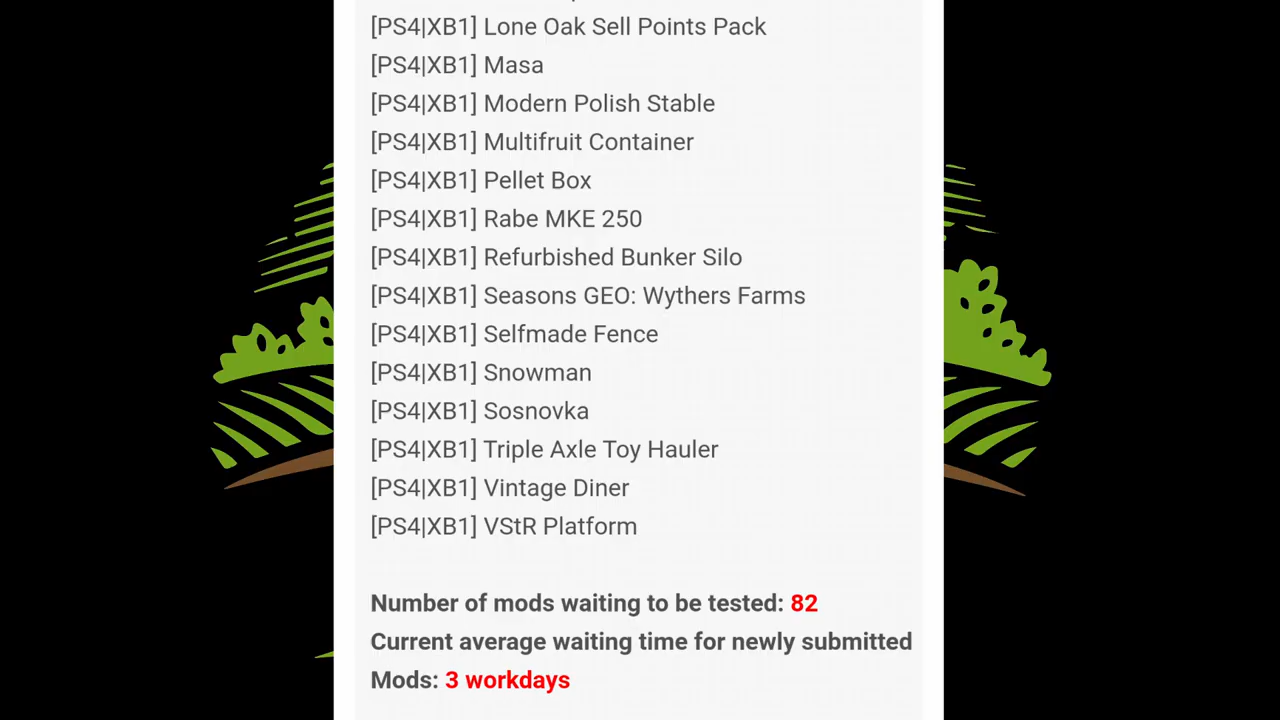 [PS4|XB1] Lone Oak Sell Points Pack
[PS4|XB1] Masa
[PS4|XB1] Modern Polish Stable
[PS4|XB1] Multifruit Container
[PS4|XB1] Pellet Box
[PS4|XB1] Rabe MKE 250
[PS4|XB1] Refurbished Bunker Silo
[PS4|XB1] Seasons GEO: Wythers Farms
[PS4|XB1] Selfmade Fence
[PS4|XB1] Snowman
[PS4|XB1] Sosnovka
[PS4|XB1] Triple Axle Toy Hauler
[PS4|XB1] Vintage Diner
[PS4|XB1] VStR Platform
Number of mods waiting to be tested: 82
Current average waiting time for newly submitted
Mods: 3 workdays